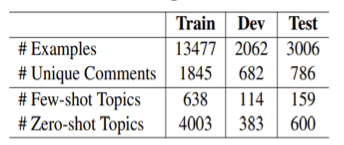 Train Dev Test
# Examples 13477 2062 3006
# Unique Comments 1845 682 786
# Few-shot Topics 638 114 159
# Zero-shot Topics 4003 383 600